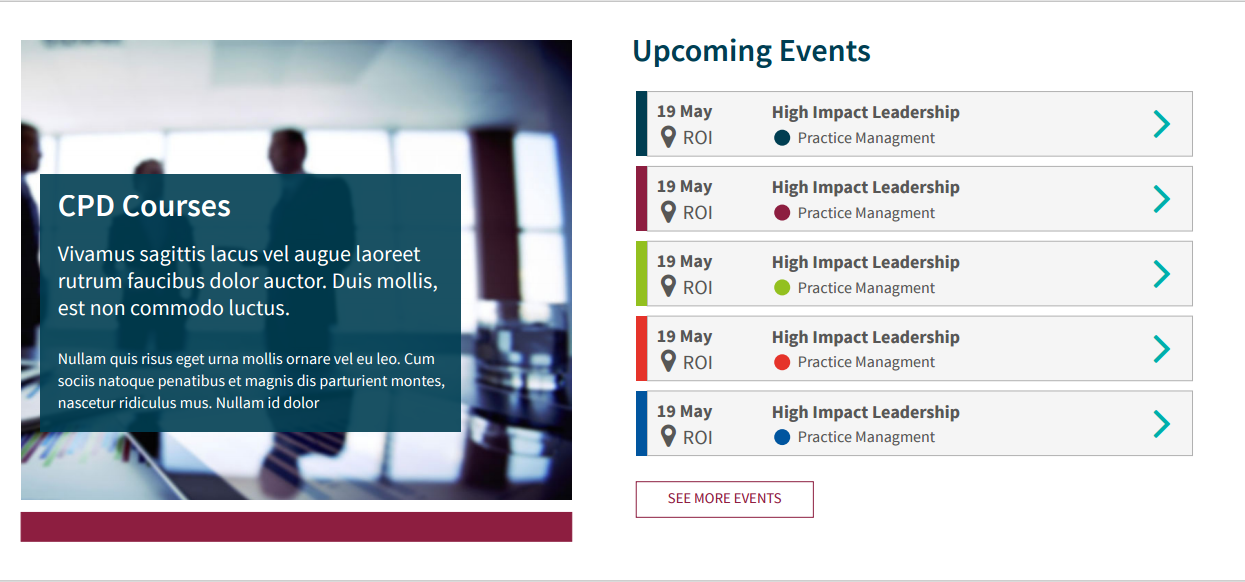 CPD Courses
Vivamus sagittis lacus vel augue laoreet
rutrum faucibus dolor auctor. Duis mollis,
est non commodo luctus.
Nullam quis risus eget urna mollis ornare vel eu leo. Cum
sociis natoque penatibus et magnis dis parturient montes,
nascetur ridiculus mus. Nullam id dolor
Upcoming Events
19 May High Impact Leadership
ROI Practice Managment
19 May High Impact Leadership
ROI Practice Managment
19 May High Impact Leadership
ROI Practice Managment
19 May High Impact Leadership
ROI Practice Managment
19 May High Impact Leadership
ROI Practice Managment
SEE MORE EVENTS